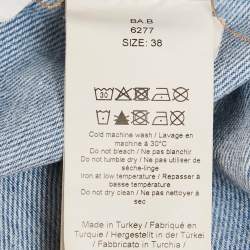 BA.B
6277
SIZE: 38
30
Cold machine wash / Lavage en
machine à 30°C
Do not bleach / Ne pas blanchir
Do not tumble dry / Ne pas utiliser de
sèche-linge
Iron at low temperature / Repasser à
basse température
Do not dry clean / Ne pas nettoyer à
sec
Made in Turkey / Fabriqué en
Turquie / Hergestellt in der Türkei
/ Fabbricato in Turchia /